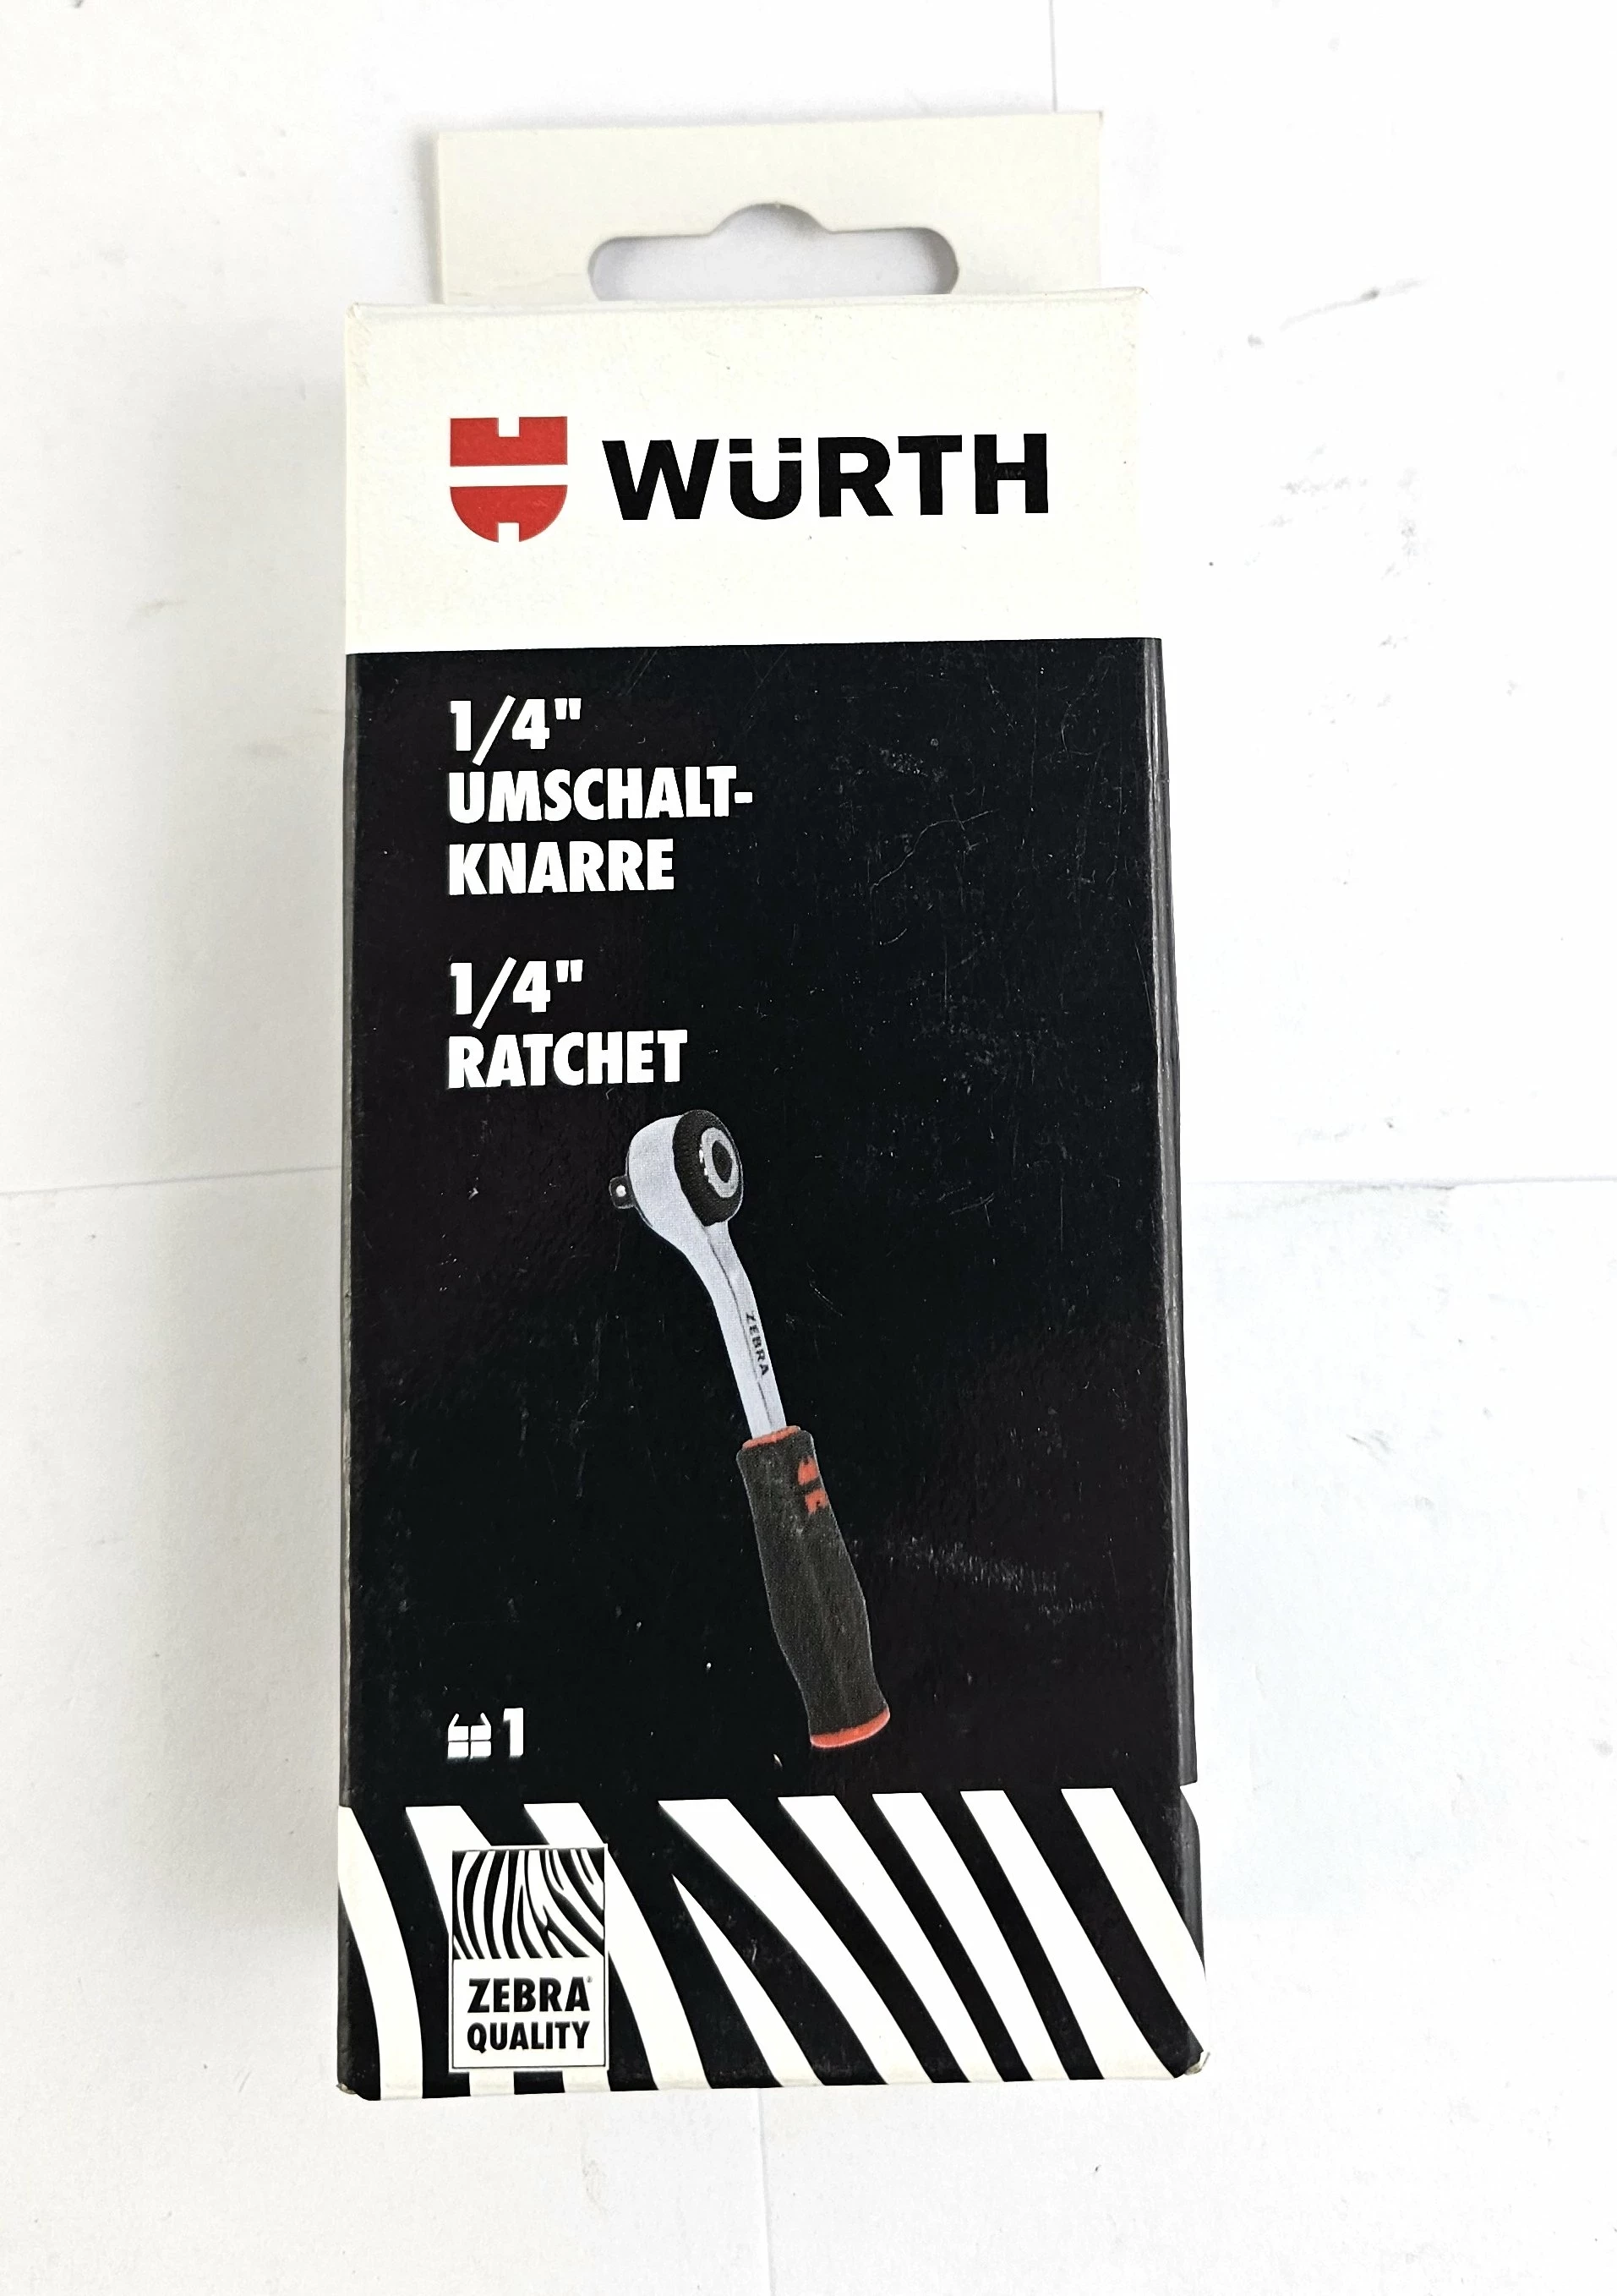 WÜRTH
1/4"
UMSCHALT-
KNARRE
1/4"
RATCHET
ZEBRA
1
ZEBRA®
QUALITY